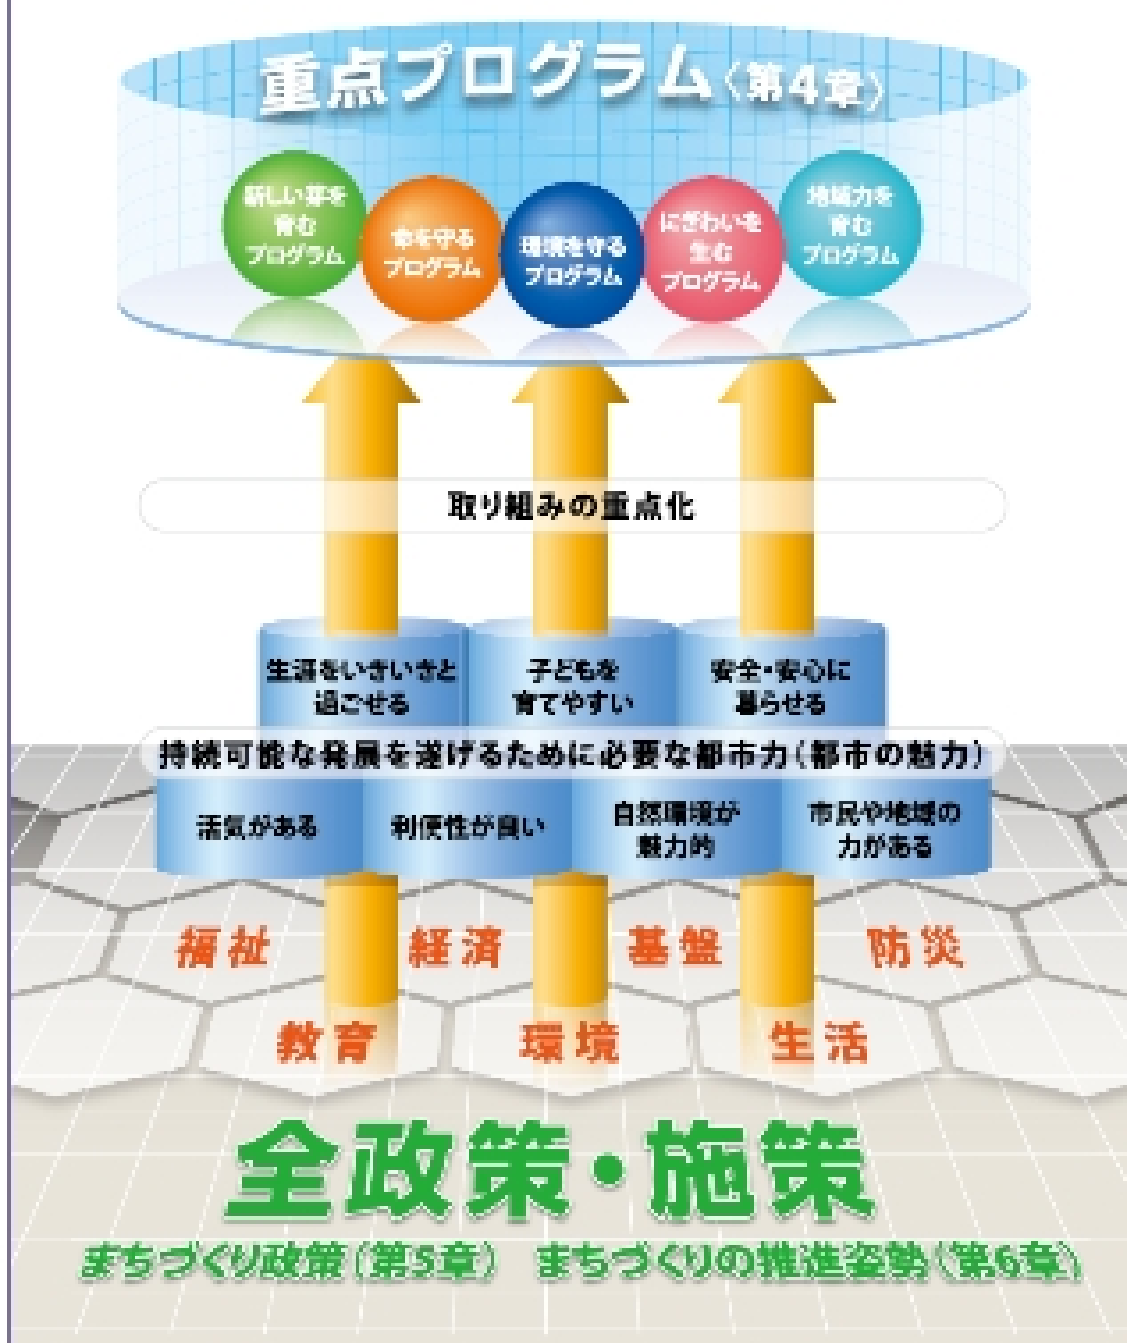 重点プログラム〈第4章〉
新しい芽を
育む
プログラム
命を守る
プログラム
環境を守る
プログラム
にぎわいを
生む
プログラム
地域力を
育む
プログラム
取り組みの重点化
生涯をいきいきと
過ごせる
子どもを
育てやすい
安全・安心に
暮らせる
持続可能な発展を遂げるために必要な都市力(都市の魅力)
活気がある
利便性が良い
自然環境が
魅力的
市民や地域の
力がある
福祉 経済 基盤 防災
教育 環境 生活
全政策・施策
まちづくり政策(第5章) まちづくりの推進姿勢(第6章)